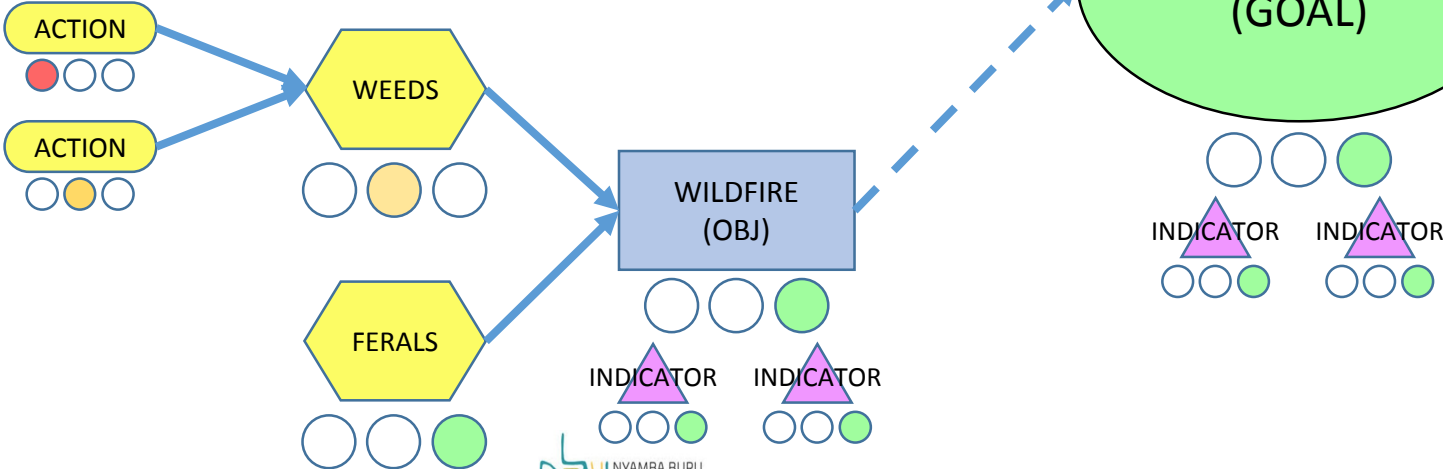 ACTION
ACTION
WEEDS
FERALS
WILDFIRE
(OBJ)
INDICATOR INDICATOR
(GOAL)
INDICATOR INDICATOR
NYAMBA BURU